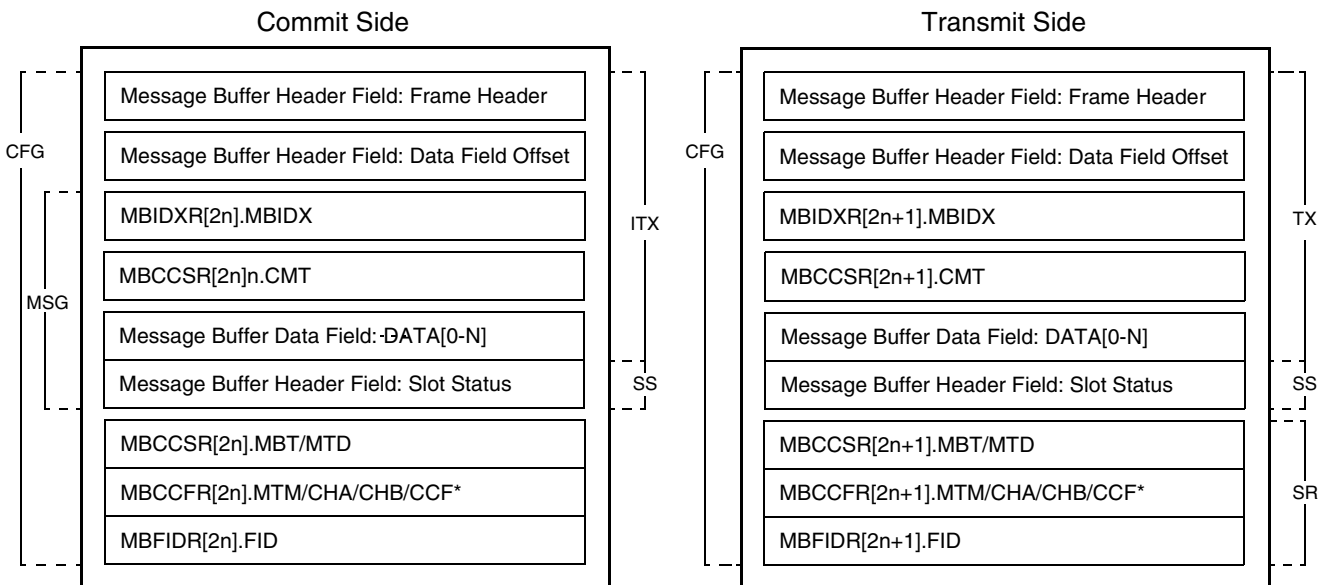 Commit Side
Message Buffer Header Field: Frame Header
Message Buffer Header Field: Data Field Offset
MBIDXR[2n].MBIDX
MBCCSR[2n]n.CMT
Message Buffer Data Field: DATA[0-N]
Message Buffer Header Field: Slot Status
MBCCSR[2n].MBT/MTD
MBCCFR[2n].MTM/CHA/CHB/CCF*
MBFIDR[2n].FID
CFG
MSG
ITX
SS
Transmit Side
Message Buffer Header Field: Frame Header
Message Buffer Header Field: Data Field Offset
MBIDXR[2n+1].MBIDX
MBCCSR[2n+1].CMT
Message Buffer Data Field: DATA[0-N]
Message Buffer Header Field: Slot Status
MBCCSR[2n+1].MBT/MTD
MBCCFR[2n+1].MTM/CHA/CHB/CCF*
MBFIDR[2n+1].FID
CFG
TX
SS
SR